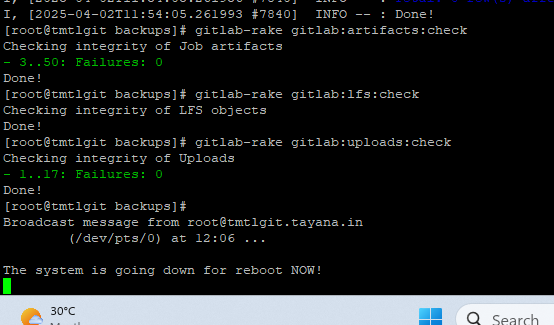 I, [2025-04-02T11:54:05.261993 #7840]  INFO -- : Done!
[root@tmtlgit backups]# gitlab-rake gitlab:artifacts:check
Checking integrity of Job artifacts
- 3..50: Failures: 0
Done!
[root@tmtlgit backups]# gitlab-rake gitlab:lfs:check
Checking integrity of LFS objects
Done!
[root@tmtlgit backups]# gitlab-rake gitlab:uploads:check
Checking integrity of Uploads
- 1..17: Failures: 0
Done!
[root@tmtlgit backups]#
Broadcast message from root@tmtlgit.tayana.in
(/dev/pts/0) at 12:06 ...
The system is going down for reboot NOW!
30°C
Search